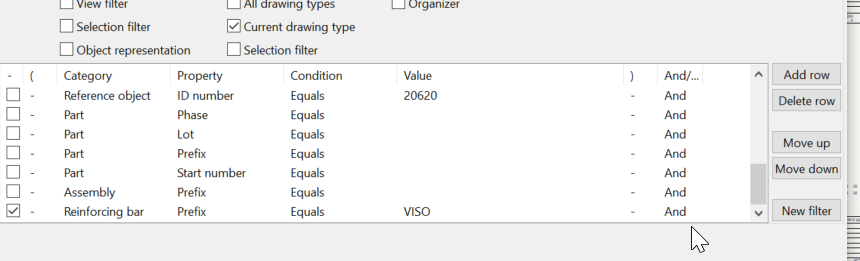 View filter All drawing types Organizer
Selection filter Current drawing type
Object representation Selection filter
- ( Category Property Condition Value ) And/... Add row
Reference object ID number Equals 20620 - And Delete row
- Part Phase Equals - And
- Part Lot Equals - And Move up
- Part Prefix Equals - And
- Part Start number Equals - And Move down
- Assembly Prefix Equals - And
- Reinforcing bar Prefix Equals VISO - And New filter